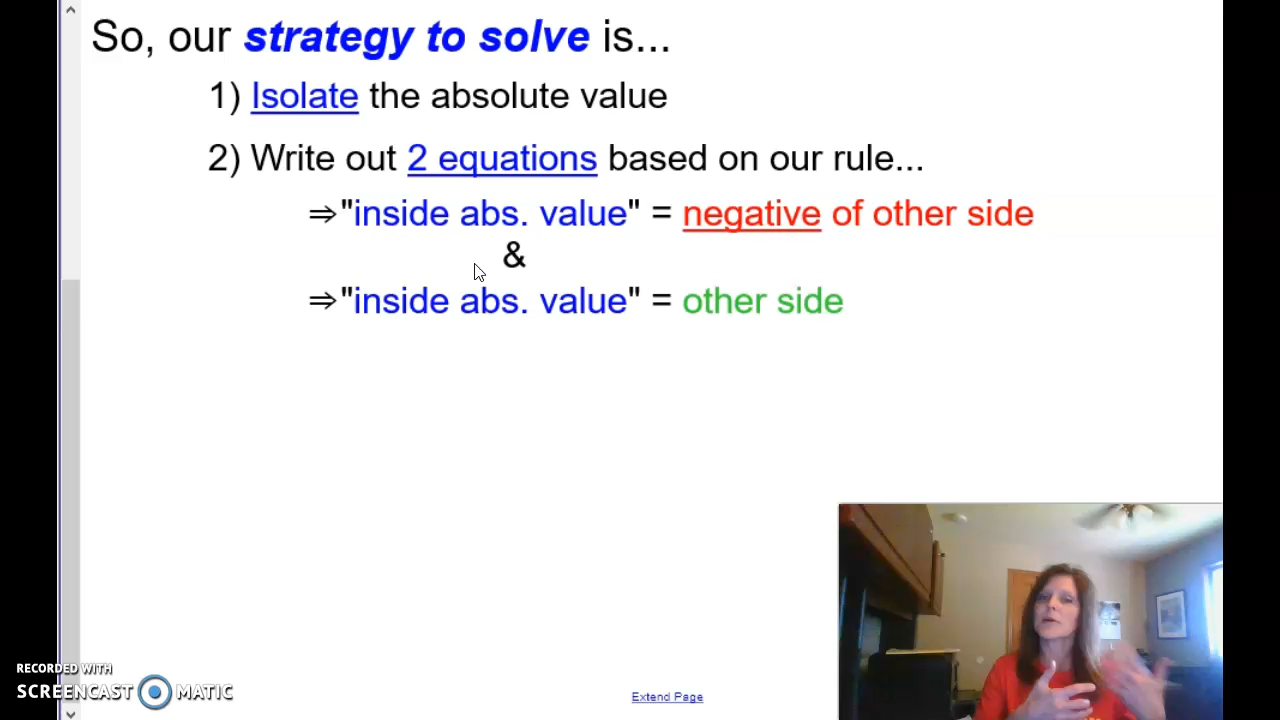 So, our strategy to solve is...
1) Isolate the absolute value
2) Write out 2 equations based on our rule...
⇒"inside abs. value" = negative of other side
&
⇒"inside abs. value" = other side
RECORDED WITH
SCREENCAST MATIC
Extend Page